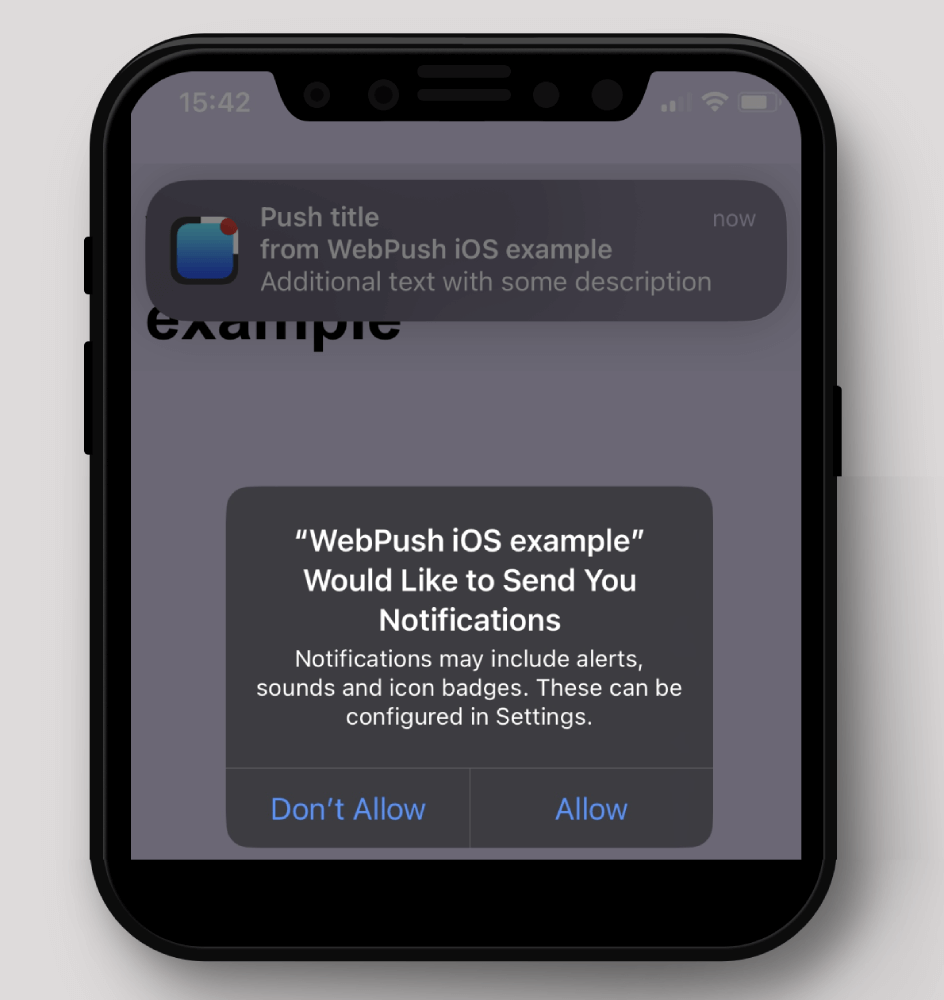 15:42
Push title
now
from WebPush iOS example
Additional text with some description
example
“WebPush iOS example”
Would Like to Send You
Notifications
Notifications may include alerts,
sounds and icon badges. These can be
configured in Settings.
Don’t Allow
Allow